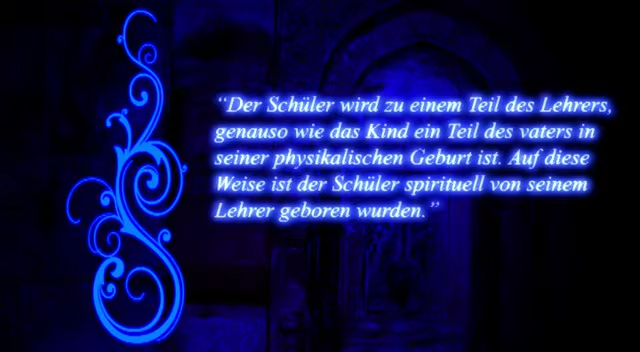 “Der Schüler wird zu einem Teil des Lehrers,
genauso wie das Kind ein Teil des vaters in
seiner physikalischen Geburt ist. Auf diese
Weise ist der Schüler spirituell von seinem
Lehrer geboren wurden.”